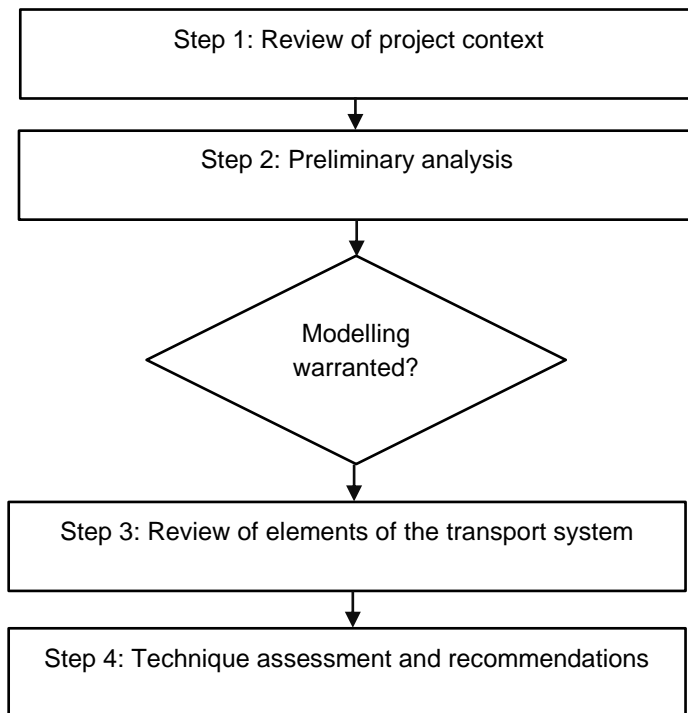 Step 1: Review of project context
Step 2: Preliminary analysis
Modelling
warranted?
Step 3: Review of elements of the transport system
Step 4: Technique assessment and recommendations